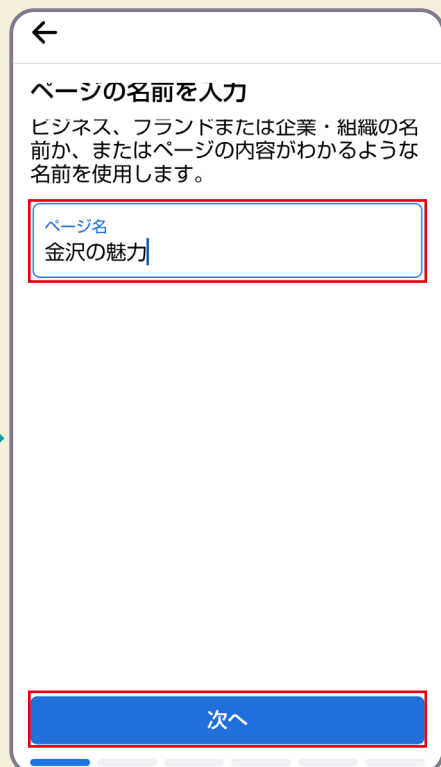 ページの名前を入力
ビジネス、ブランドまたは企業・組織の名
前か、またはページの内容がわかるような
名前を使用します。
ページ名
金沢の魅力
次へ